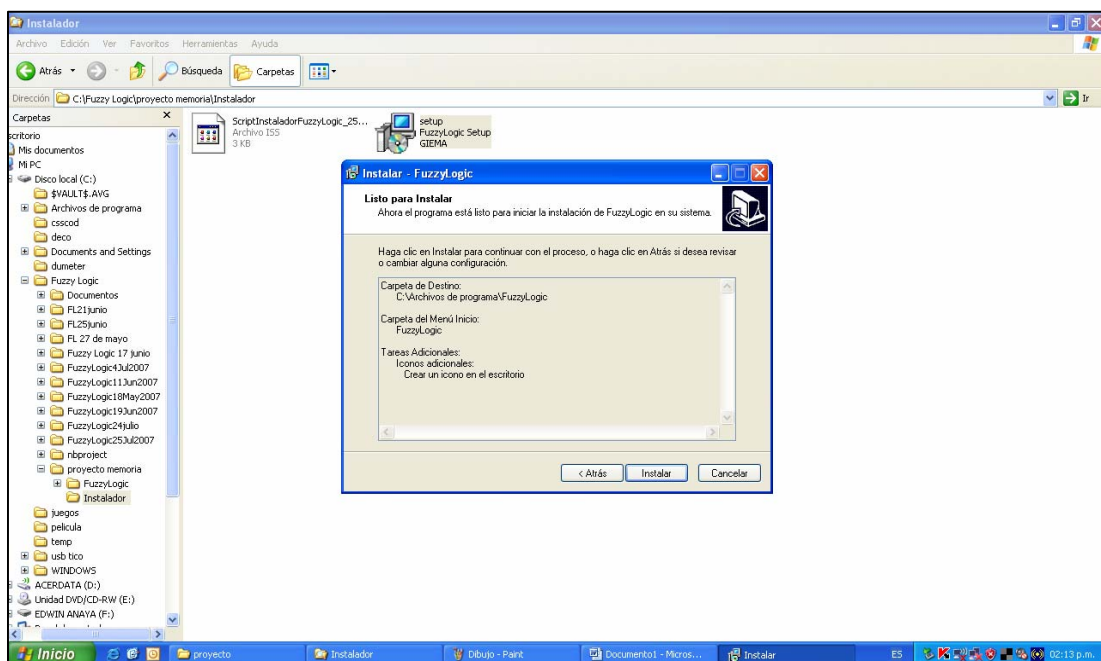 Instalador
Archivo Edición Ver Favoritos Herramientas Ayuda
Atrás Búsqueda Carpetas
Dirección C:\Fuzzy Logic\proyecto memoria\Instalador Ir
Carpetas
scritorio
Mis documentos
Mi PC
Disco local (C:)
$VAULT$.AVG
Archivos de programa
csscod
deco
Documents and Settings
dumeter
Fuzzy Logic
Documentos
FL21junio
FL25junio
FL 27 de mayo
Fuzzy Logic 17 junio
FuzzyLogic4Jul2007
FuzzyLogic11Jun2007
FuzzyLogic18May2007
FuzzyLogic19Jun2007
FuzzyLogic24julio
FuzzyLogic25Jul2007
nbproject
proyecto memoria
FuzzyLogic
Instalador
juegos
pelicula
temp
usb tico
WINDOWS
ACERDATA (D:)
Unidad DVD/CD-RW (E:)
EDWIN ANAYA (F:)
ScriptInstaladorFuzzyLogic_25...
Archivo ISS
3 KB
setup
FuzzyLogic Setup
GIEMA
Instalar - FuzzyLogic
Listo para Instalar
Ahora el programa está listo para iniciar la instalación de FuzzyLogic en su sistema.
Haga clic en Instalar para continuar con el proceso, o haga clic en Atrás si desea revisar
o cambiar alguna configuración.
Carpeta de Destino:
C:\Archivos de programa\FuzzyLogic
Carpeta del Menú Inicio:
FuzzyLogic
Tareas Adicionales:
Iconos adicionales:
Crear un icono en el escritorio
< Atrás Instalar Cancelar
Inicio proyecto Instalador Dibujo - Paint Documento1 - Micros... Instalar ES 02:13 p.m.